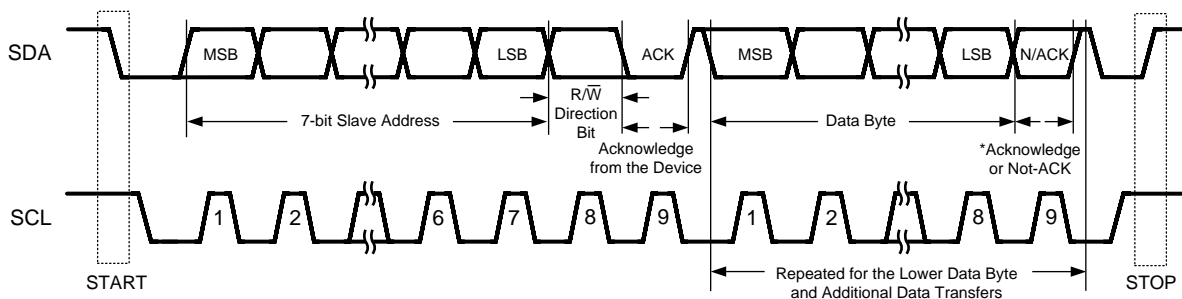 SDA
MSB
LSB
ACK
MSB
LSB
N/ACK
R/W̅
Direction
Bit
7-bit Slave Address
Data Byte
Acknowledge
from the Device
*Acknowledge
or Not-ACK
SCL
1
2
6
7
8
9
1
2
8
9
START
Repeated for the Lower Data Byte
and Additional Data Transfers
STOP